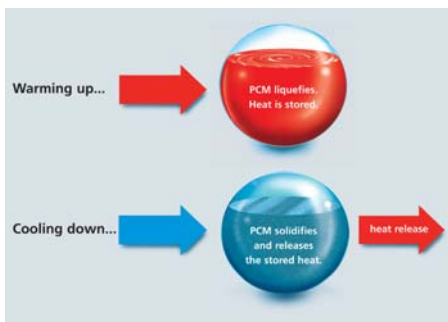 Warming up...
PCM liquefies.
Heat is stored.
Cooling down...
PCM solidifies
and releases
the stored heat.
heat release